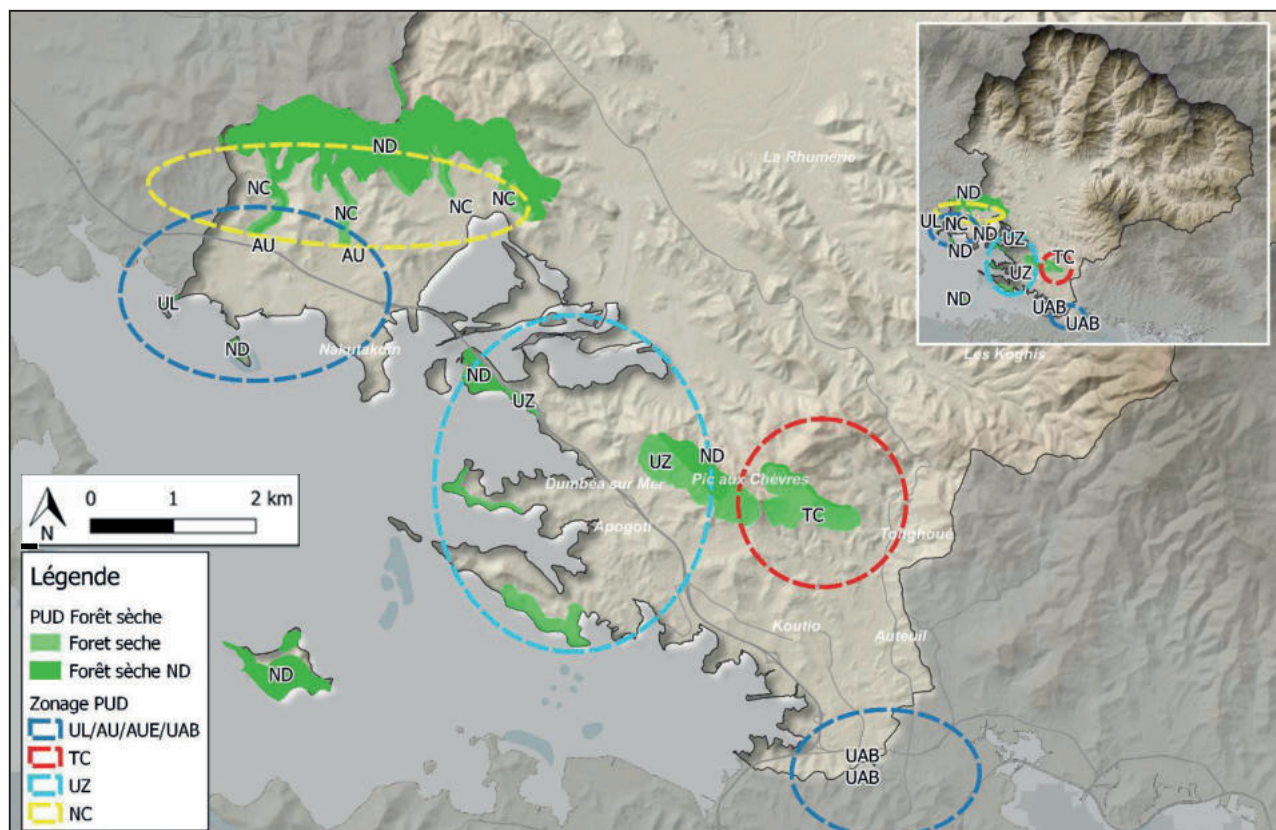 La Rhumerie
ND
NC
NC
NC
NC
AU
AU
UL
ND
Nakutakoin
Les Koghis
ND
UZ
UZ
ND
Dumbéa sur Mer
Pic aux Chèvres
Apogoti
TC
Tonghoué
Koutio
Auteuil
ND
UAB
UAB
ND
UL
NC
ND
ND
UZ
UZ
TC
ND
UAB
UAB
0 1 2 km
N
Légende
PUD Forêt sèche
Foret seche
Forêt sèche ND
Zonage PUD
UL/AU/AUE/UAB
TC
UZ
NC